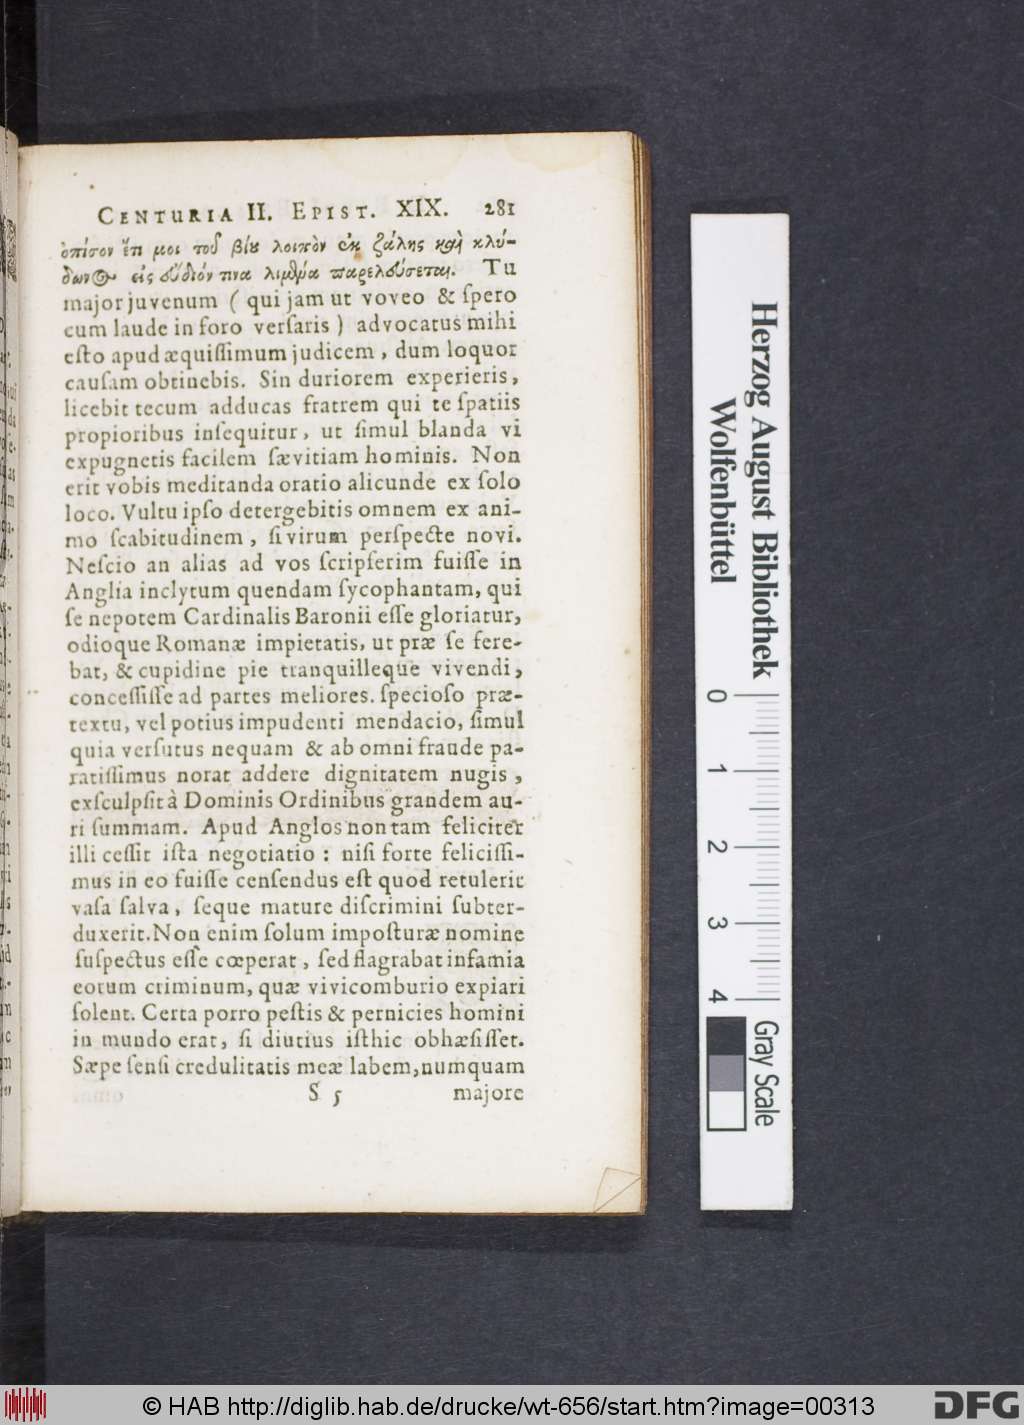 CENTURIA II. EPIST. XIX. 281
ὁπόσον ἔτι μοι τοῦ βίου λοιπὸν ἐκ ζάλης καὶ κλύ-
δων⊙ εἰς εὔδιόν τινα λιμένα παρελεύσεται. Tu
major juvenum ( qui jam ut voveo & ſpero
cum laude in foro verſaris ) advocatus mihi
eſto apud æquiſſimum judicem , dum loquor
cauſam obtinebis. Sin duriorem experieris,
licebit tecum adducas fratrem qui te ſpatiis
propioribus inſequitur, ut ſimul blanda vi
expugnetis facilem ſævitiam hominis. Non
erit vobis meditanda oratio alicunde ex ſolo
loco. Vultu ipſo detergebitis omnem ex ani-
mo ſcabitudinem , ſi virum perſpecte novi.
Neſcio an alias ad vos ſcripſerim fuiſſe in
Anglia inclytum quendam ſycophantam, qui
ſe nepotem Cardinalis Baronii eſſe gloriatur,
odioque Romanæ impietatis, ut præ ſe fere-
bat, & cupidine pie tranquilleque vivendi,
conceſſiſſe ad partes meliores. ſpecioſo præ-
textu, vel potius impudenti mendacio, ſimul
quia verſutus nequam & ab omni fraude pa-
ratiſſimus norat addere dignitatem nugis ,
exſculpſit à Dominis Ordinibus grandem au-
ri ſummam. Apud Anglos non tam feliciter
illi ceſſit iſta negotiatio : niſi forte feliciſſi-
mus in eo fuiſſe cenſendus eſt quod retulerit
vaſa ſalva, ſeque mature diſcrimini ſubter-
duxerit. Non enim ſolum impoſturæ nomine
ſuſpectus eſſe cœperat , ſed flagrabat infamia
eorum criminum, quæ vivicomburio expiari
ſolent. Certa porro peſtis & pernicies homini
in mundo erat, ſi diutius iſthic obhæſiſſet.
Sæpe ſenſi credulitatis meæ labem, numquam
S 5 majore
Herzog August Bibliothek
Wolfenbüttel
0 1 2 3 4
Gray Scale
© HAB http://diglib.hab.de/drucke/wt-656/start.htm?image=00313
DFG